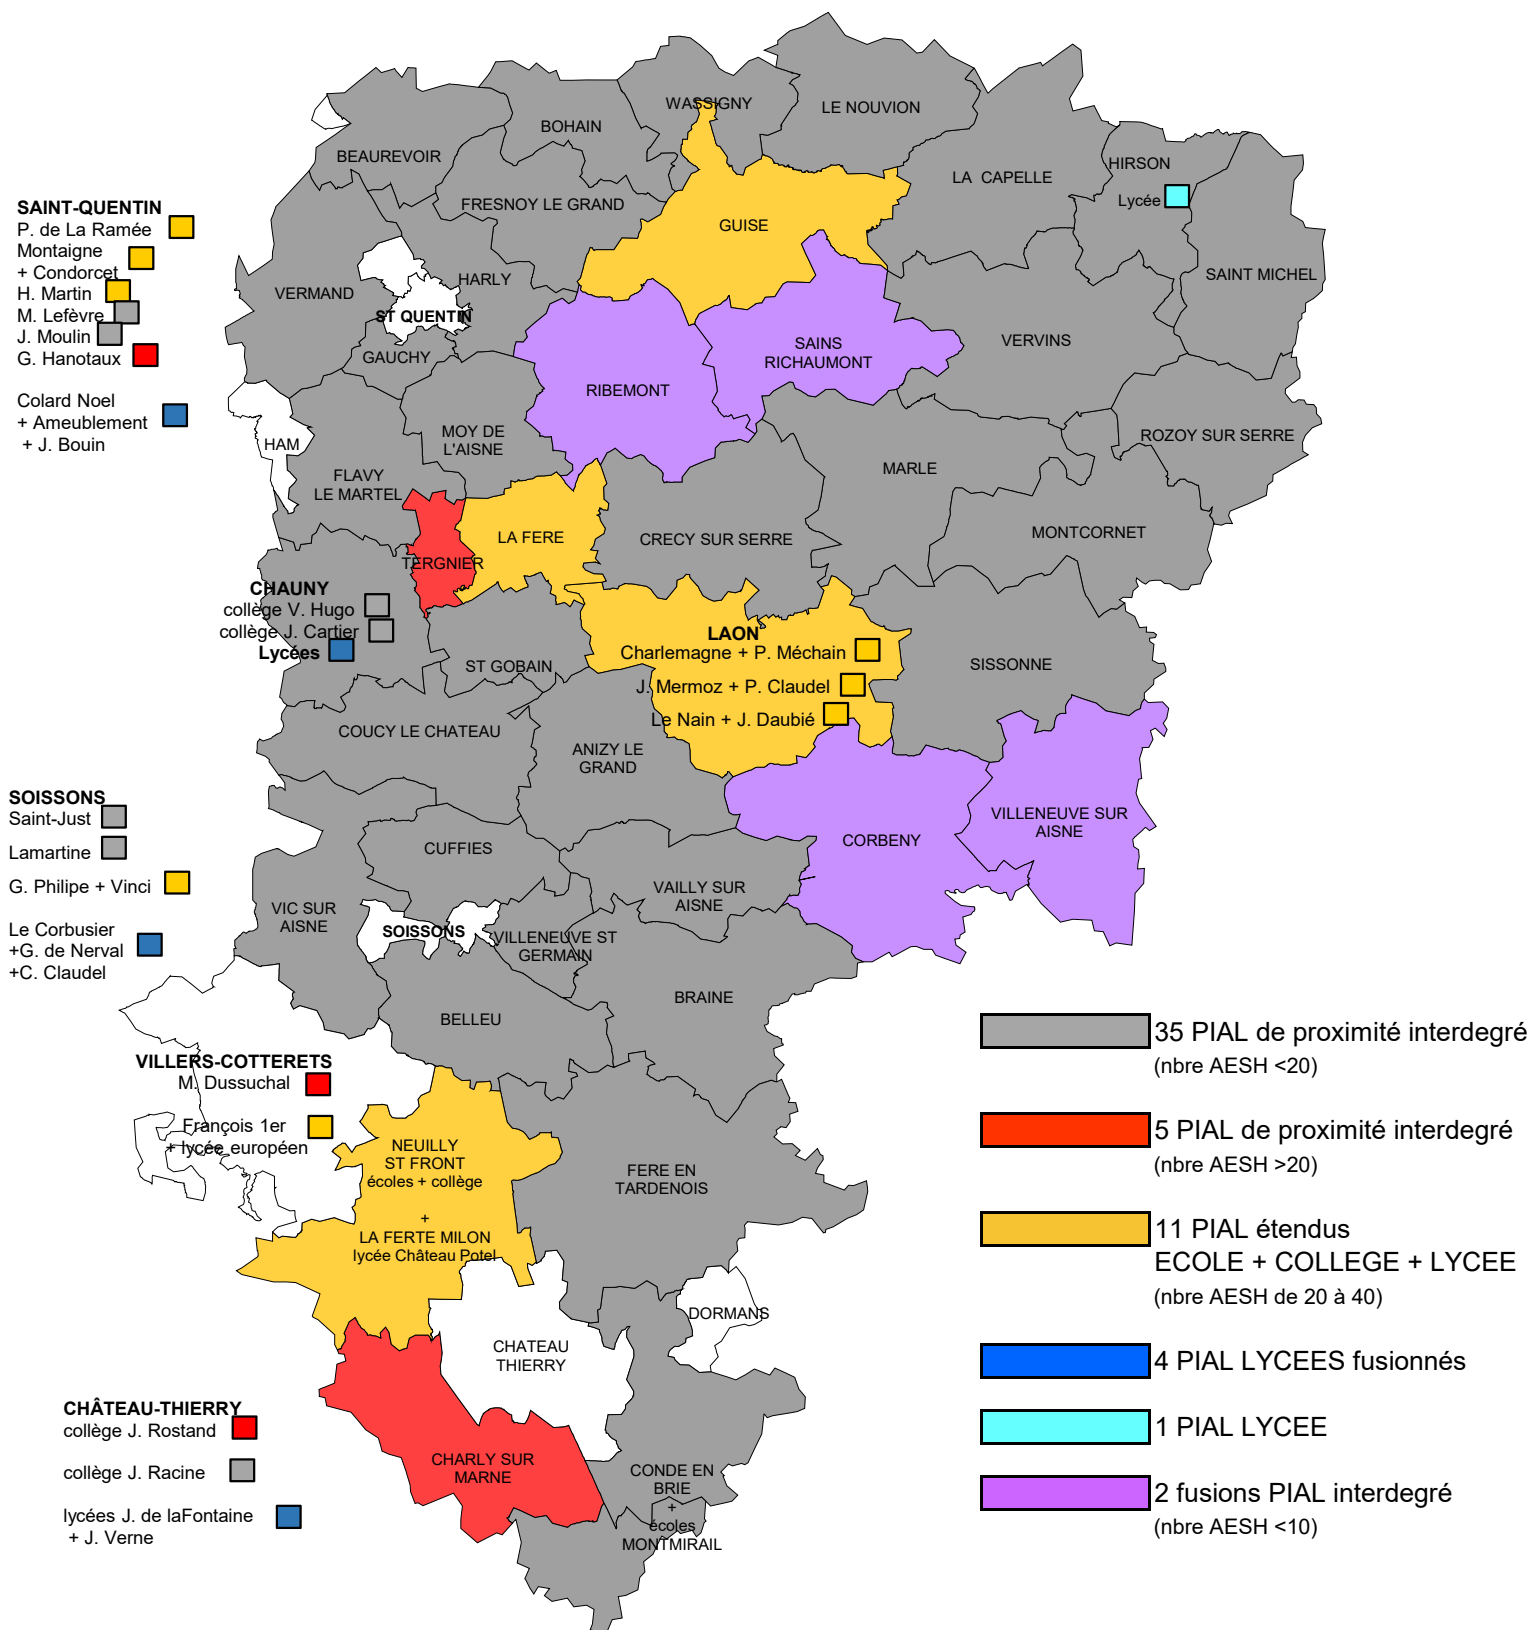 WASSIGNY
LE NOUVION
BOHAIN
BEAUREVOIR
HIRSON
LA CAPELLE
Lycée
FRESNOY LE GRAND
GUISE
SAINT-QUENTIN
P. de La Ramée
Montaigne
+ Condorcet
H. Martin
M. Lefèvre
J. Moulin
G. Hanotaux
Colard Noel
+ Ameublement
+ J. Bouin
HARLY
VERMAND
SAINT MICHEL
ST QUENTIN
GAUCHY
VERVINS
SAINS
RICHAUMONT
RIBEMONT
HAM
MOY DE
L'AISNE
ROZOY SUR SERRE
MARLE
FLAVY
LE MARTEL
LA FERE
CRECY SUR SERRE
MONTCORNET
TERGNIER
CHAUNY
collège V. Hugo
collège J. Cartier
Lycées
LAON
Charlemagne + P. Méchain
J. Mermoz + P. Claudel
Le Nain + J. Daubié
ST GOBAIN
SISSONNE
COUCY LE CHATEAU
ANIZY LE
GRAND
SOISSONS
Saint-Just
Lamartine
G. Philipe + Vinci
Le Corbusier
+G. de Nerval
+C. Claudel
VILLENEUVE SUR
AISNE
CORBENY
CUFFIES
VAILLY SUR
AISNE
VIC SUR
AISNE
SOISSONS
VILLENEUVE ST
GERMAIN
BRAINE
BELLEU
VILLERS-COTTERETS
M. Dussuchal
François 1er
+ lycée européen
NEUILLY
ST FRONT
écoles + collège
+
LA FERTE MILON
lycée Château Potel
FERE EN
TARDENOIS
DORMANS
CHATEAU
THIERRY
CHÂTEAU-THIERRY
collège J. Rostand
collège J. Racine
lycées J. de laFontaine
+ J. Verne
CHARLY SUR
MARNE
CONDE EN
BRIE
+
écoles
MONTMIRAIL
35 PIAL de proximité interdegré
(nbre AESH <20)
5 PIAL de proximité interdegré
(nbre AESH >20)
11 PIAL étendus
ECOLE + COLLEGE + LYCEE
(nbre AESH de 20 à 40)
4 PIAL LYCEES fusionnés
1 PIAL LYCEE
2 fusions PIAL interdegré
(nbre AESH <10)